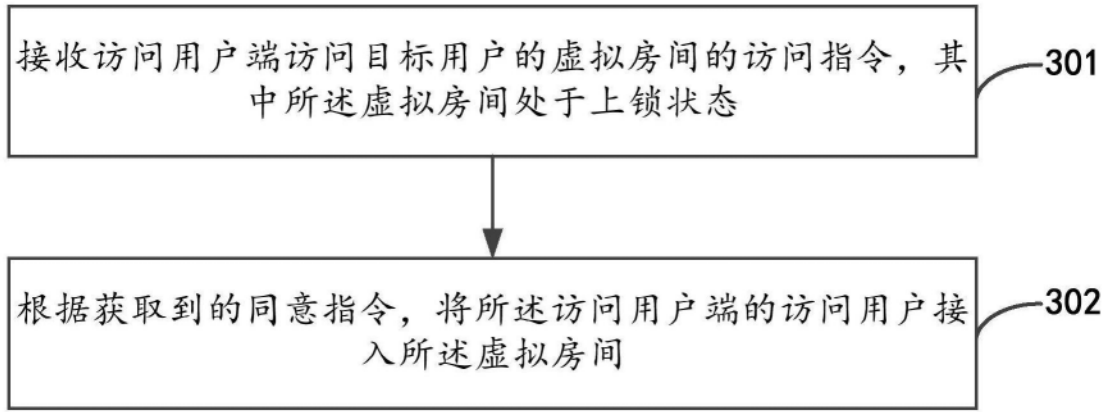 接收访问用户端访问目标用户的虚拟房间的访问指令，其
中所述虚拟房间处于上锁状态
301
根据获取到的同意指令，将所述访问用户端的访问用户接
入所述虚拟房间
302